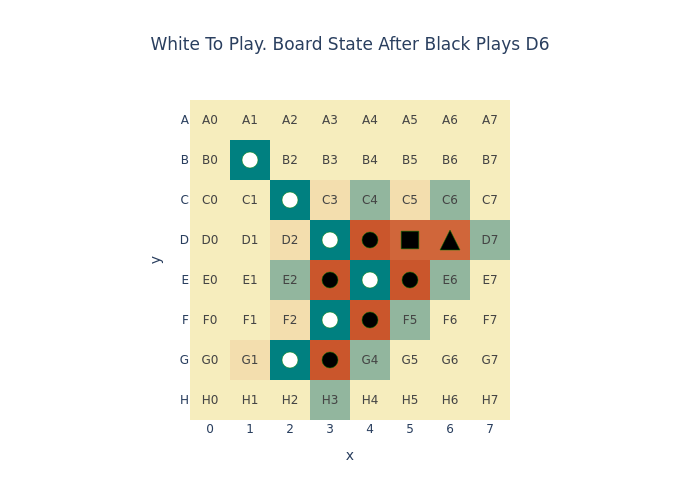 White To Play. Board State After Black Plays D6
A A0 A1 A2 A3 A4 A5 A6 A7
B B0 B2 B3 B4 B5 B6 B7
C C0 C1 C3 C4 C5 C6 C7
D D0 D1 D2 D7
E E0 E1 E2 E6 E7
F F0 F1 F2 F5 F6 F7
G G0 G1 G4 G5 G6 G7
H H0 H1 H2 H3 H4 H5 H6 H7
0 1 2 3 4 5 6 7
x
y